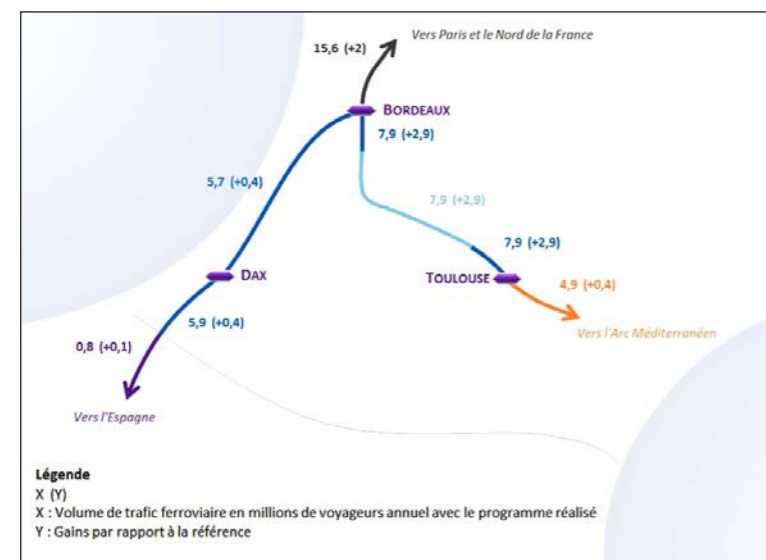 Vers Paris et le Nord de la France
15,6 (+2)
BORDEAUX
7,9 (+2,9)
5,7 (+0,4)
7,9 (+2,9)
7,9 (+2,9)
DAX
TOULOUSE
4,9 (+0,4)
5,9 (+0,4)
Vers l'Arc Méditerranéen
0,8 (+0,1)
Vers l'Espagne
Légende
X (Y)
X : Volume de trafic ferroviaire en millions de voyageurs annuel avec le programme réalisé
Y : Gains par rapport à la référence